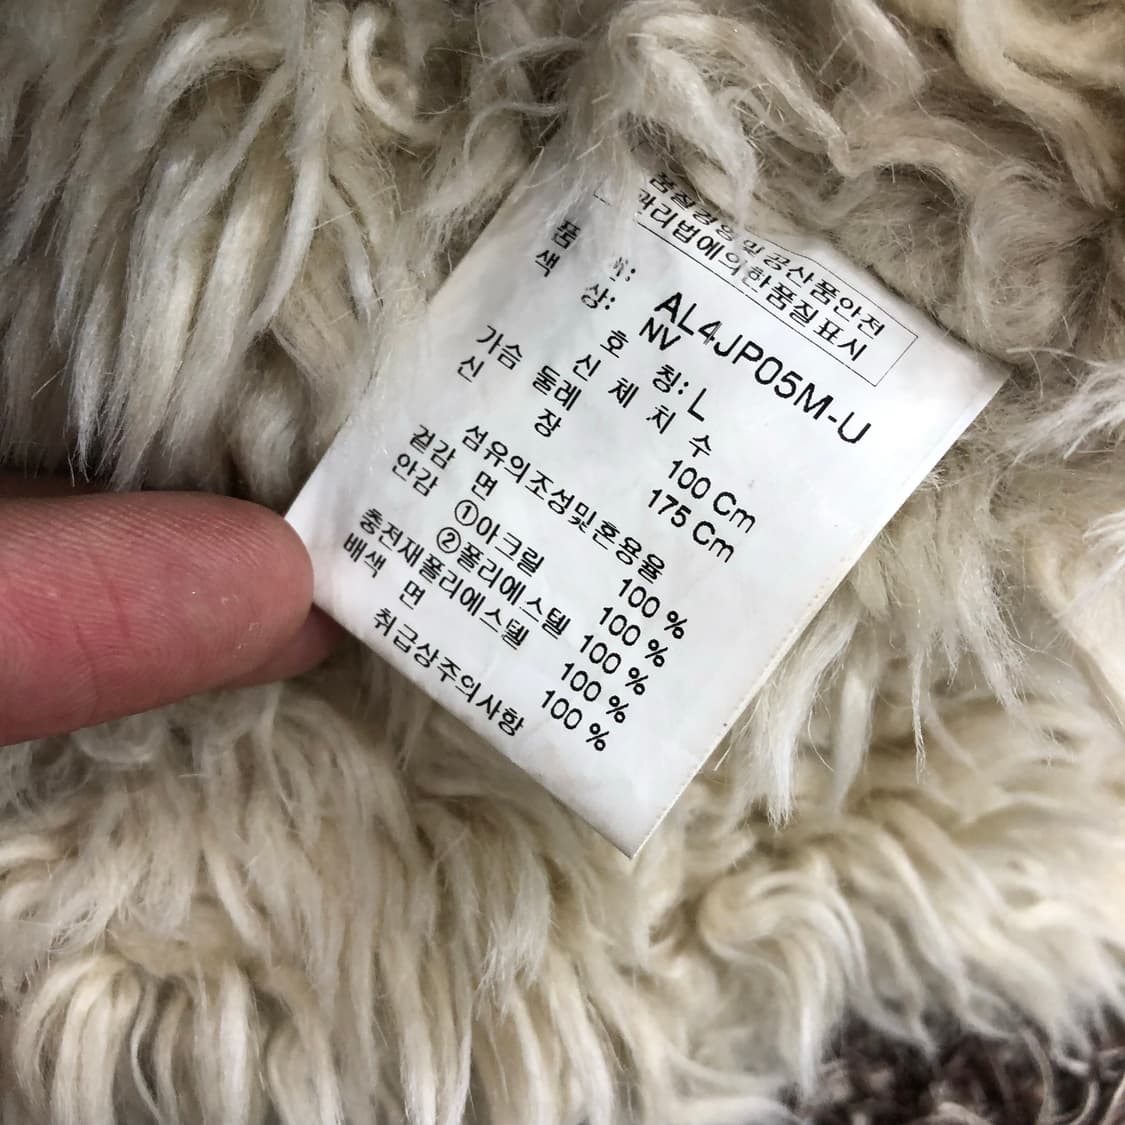 품질경영및공산품안전
관리법에의한품질표시
품 번: AL4JP05M-U
색 상: NV
호 칭: L
신 체 치 수
가슴 둘레 100 Cm
신 장 175 Cm
섬유의조성및혼용율
겉감 면 100 %
안감 ①아크릴 100 %
②폴리에스텔 100 %
충전재폴리에스텔 100 %
배색 면 100 %
취급상주의사항